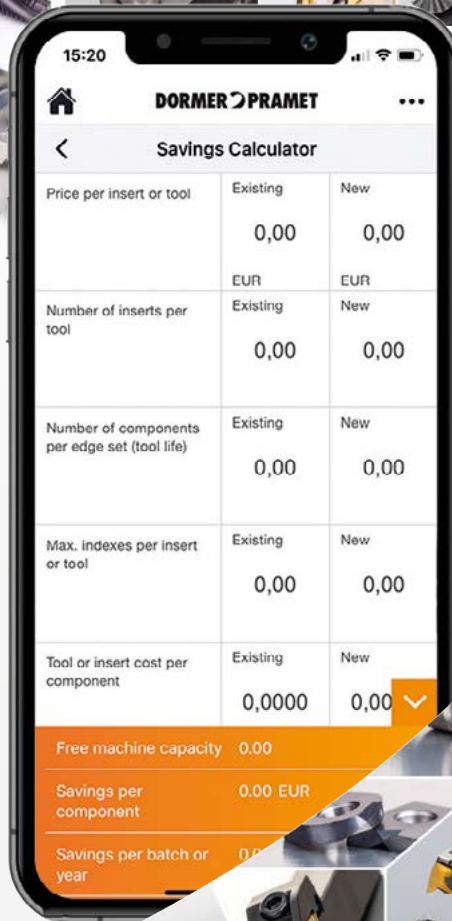 15:20
DORMER PRAMET
Savings Calculator
Price per insert or tool
Existing
New
0,00
0,00
EUR
EUR
Number of inserts per
tool
Existing
New
0,00
0,00
Number of components
per edge set (tool life)
Existing
New
0,00
0,00
Max. indexes per insert
or tool
Existing
New
0,00
0,00
Tool or insert cost per
component
Existing
New
0,0000
0,00
Free machine capacity 0.00
Savings per
component
0.00 EUR
Savings per batch or
year